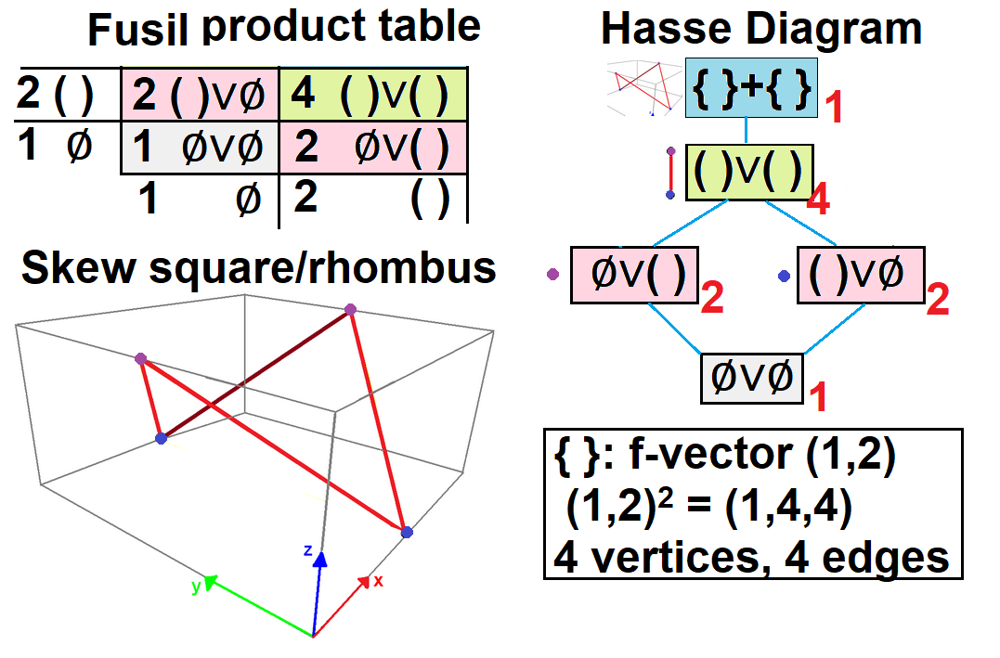 Fusil product table
2 ( ) 2 ( )∨∅ 4 ( )∨( )
1 ∅ 1 ∅∨∅ 2 ∅∨( )
1 ∅ 2 ( )
Skew square/rhombus
z
y
x
Hasse Diagram
{ }+{ } 1
( )∨( ) 4
∅∨( ) 2 ( )∨∅ 2
∅∨∅ 1
{ }: f-vector (1,2)
(1,2)² = (1,4,4)
4 vertices, 4 edges